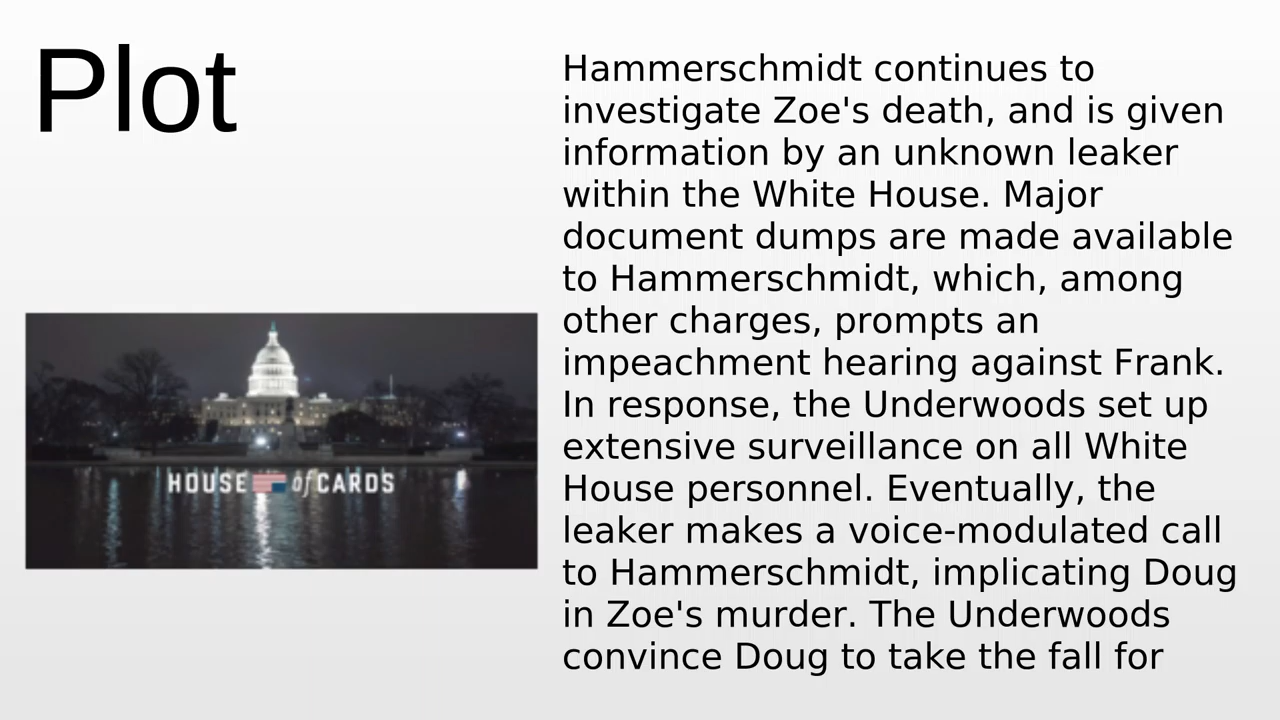 Plot
Hammerschmidt continues to
investigate Zoe's death, and is given
information by an unknown leaker
within the White House. Major
document dumps are made available
to Hammerschmidt, which, among
other charges, prompts an
impeachment hearing against Frank.
In response, the Underwoods set up
extensive surveillance on all White
House personnel. Eventually, the
leaker makes a voice-modulated call
to Hammerschmidt, implicating Doug
in Zoe's murder. The Underwoods
convince Doug to take the fall for
HOUSE of CARDS